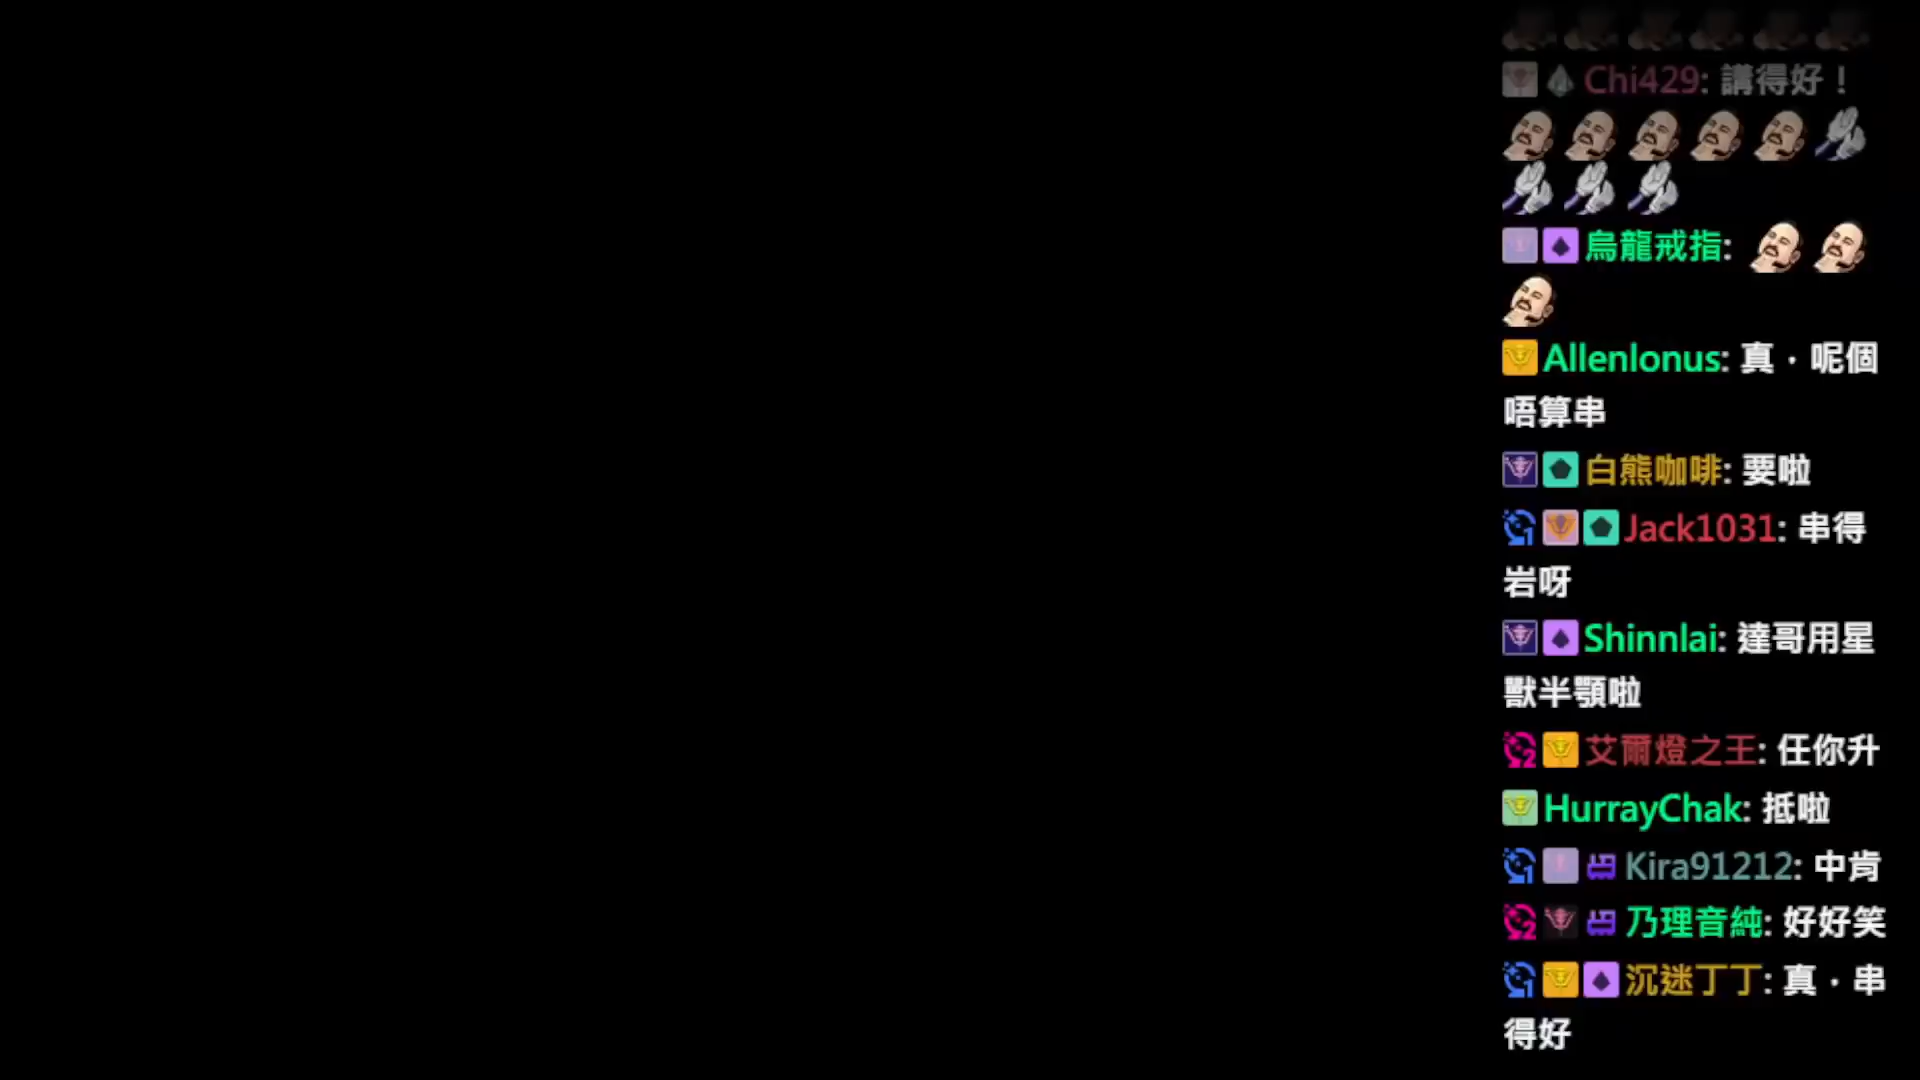 Chi429: 講得好！
烏龍戒指:
Allenlonus: 真・呢個
唔算串
白熊咖啡: 要啦
Jack1031: 串得
岩呀
Shinnlai: 達哥用星
獸半顎啦
艾爾燈之王: 任你升
HurrayChak: 抵啦
Kira91212: 中肯
乃理音純: 好好笑
沉迷丁丁: 真・串
得好